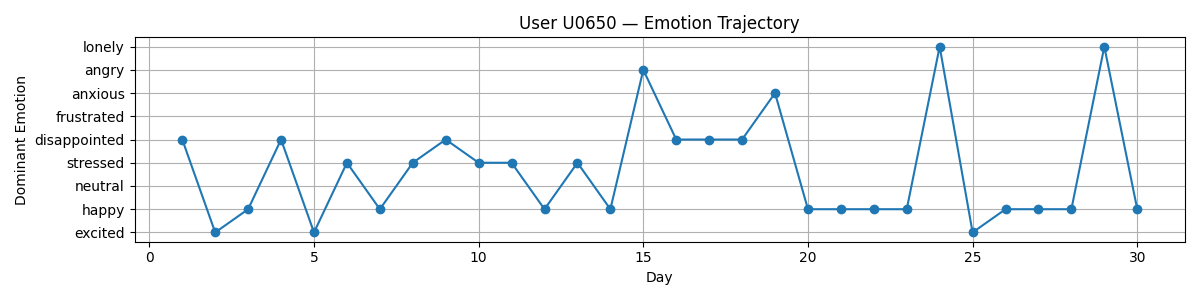 User U0650 — Emotion Trajectory
Dominant Emotion
lonely
angry
anxious
frustrated
disappointed
stressed
neutral
happy
excited
0 5 10 15 20 25 30
Day